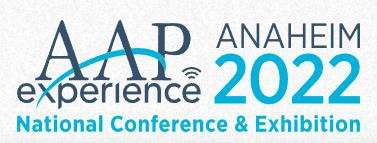 AAP
experience
ANAHEIM
2022
National Conference & Exhibition